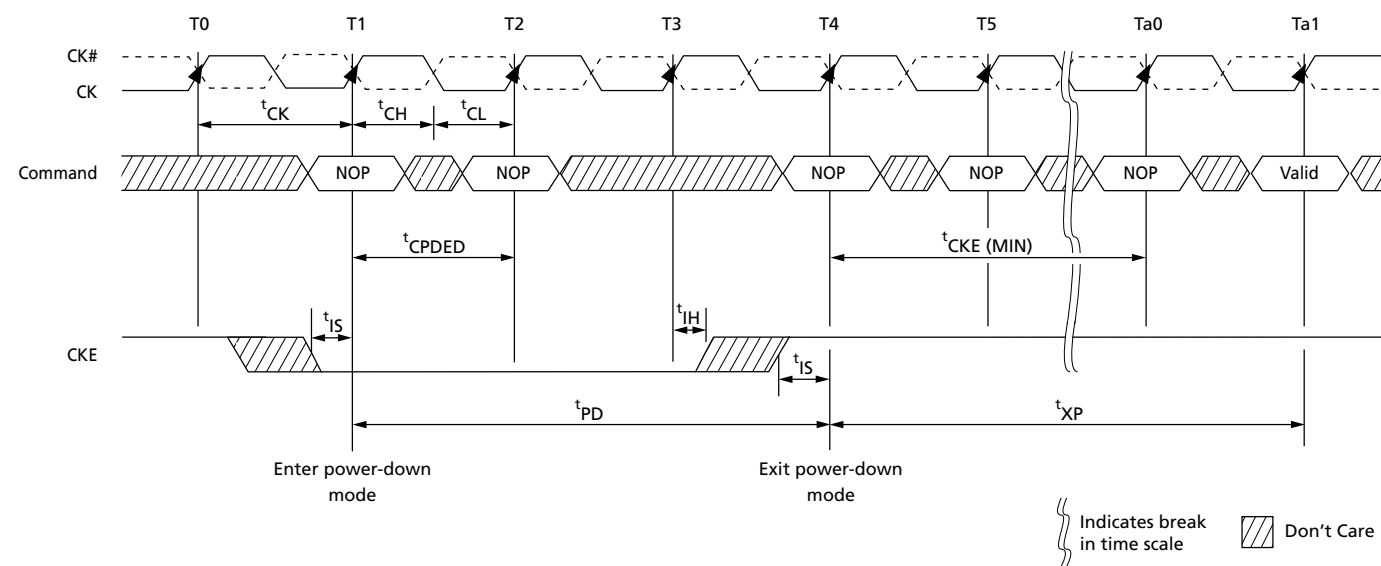 T0 T1 T2 T3 T4 T5 Ta0 Ta1
CK#
CK
tCK tCH tCL
Command NOP NOP NOP NOP NOP Valid
tCPDED tCKE (MIN)
tIS tIH
CKE
tIS
tPD tXP
Enter power-down
mode
Exit power-down
mode
Indicates break
in time scale
Don't Care